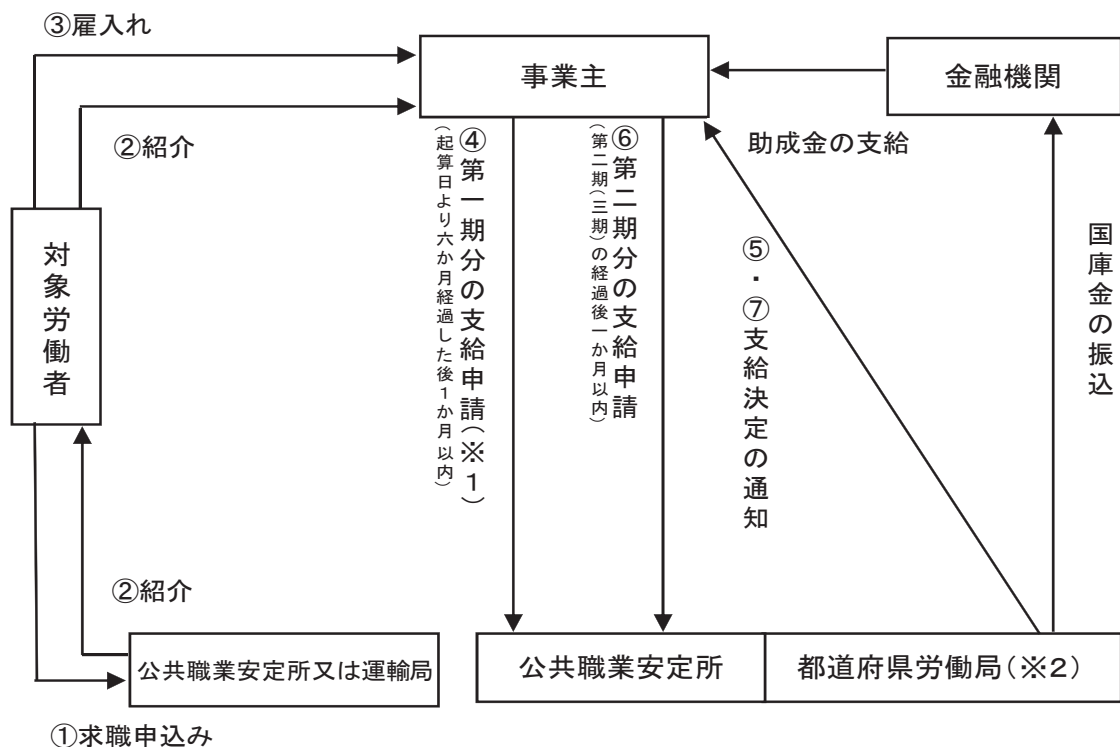 ③雇入れ
事業主
金融機関
②紹介
助成金の支給
対象労働者
④第一期分の支給申請(※1)
(起算日より六か月経過した後1か月以内)
⑥第二期分の支給申請
(第二期(三期)の経過後一か月以内)
⑤・⑦支給決定の通知
国庫金の振込
②紹介
公共職業安定所又は運輸局
公共職業安定所
都道府県労働局(※2)
①求職申込み